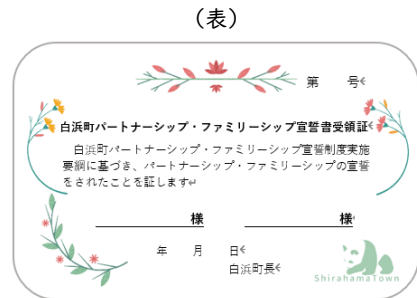 （表）
第　　号
白浜町パートナーシップ・ファミリーシップ宣誓書受領証
白浜町パートナーシップ・ファミリーシップ宣誓制度実施
要綱に基づき、パートナーシップ・ファミリーシップの宣誓
をされたことを証します
様　　　　様
年　　月　　日
白浜町長
ShirahamaTown